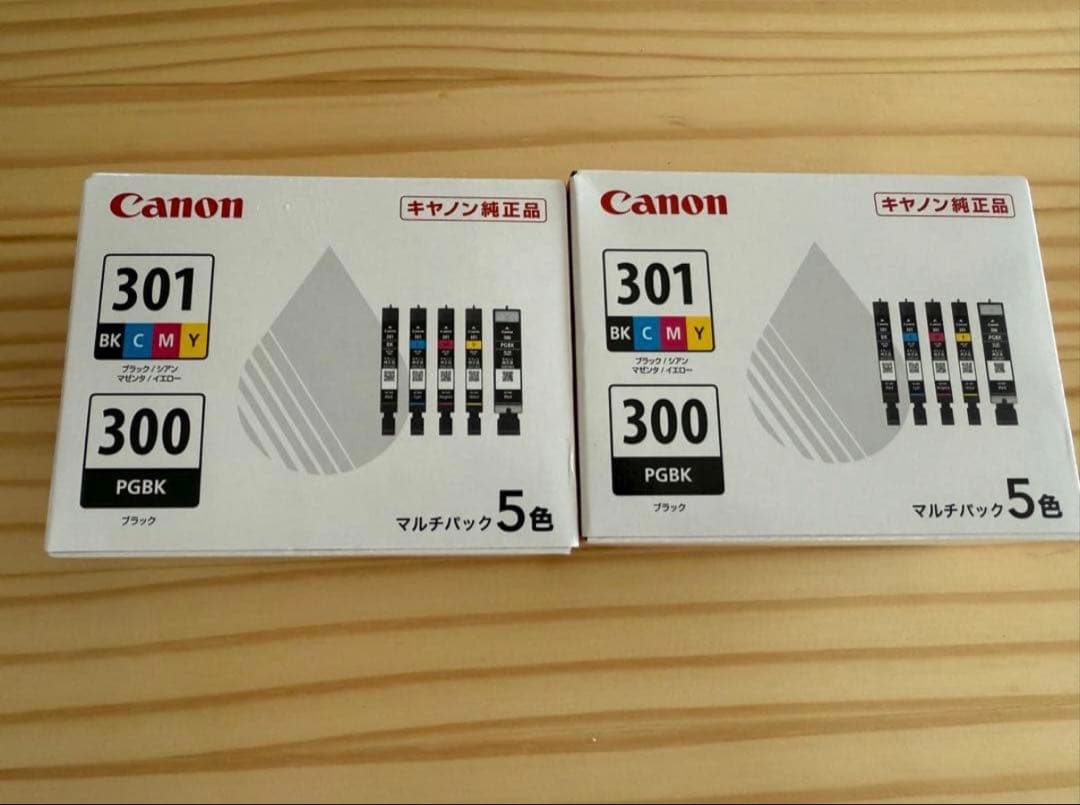 Canon
キヤノン純正品
301
BK C M Y
ブラック / シアン
マゼンタ / イエロー
300
PGBK
ブラック
マルチパック 5色
Canon
キヤノン純正品
301
BK C M Y
ブラック / シアン
マゼンタ / イエロー
300
PGBK
ブラック
マルチパック 5色